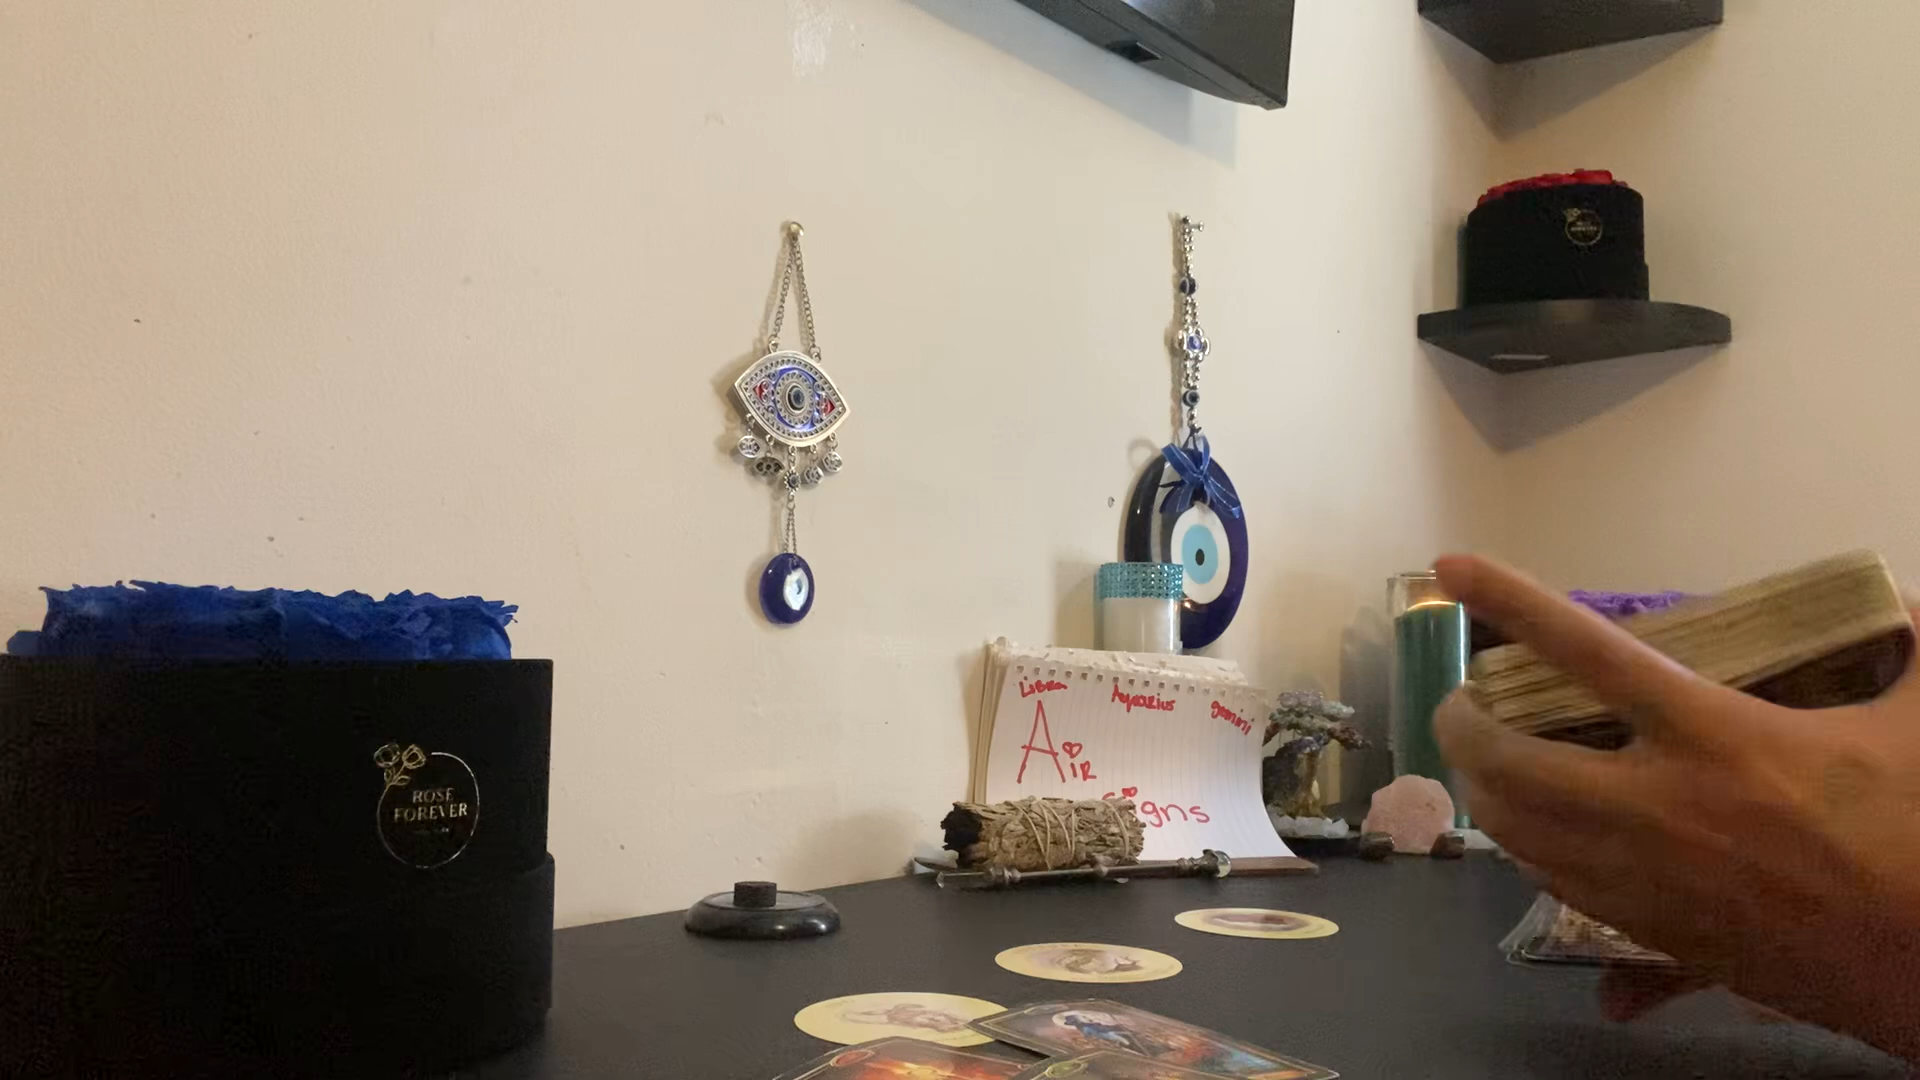 Libra Aquarius gemini
AiR
signs
ROSE
FOREVER